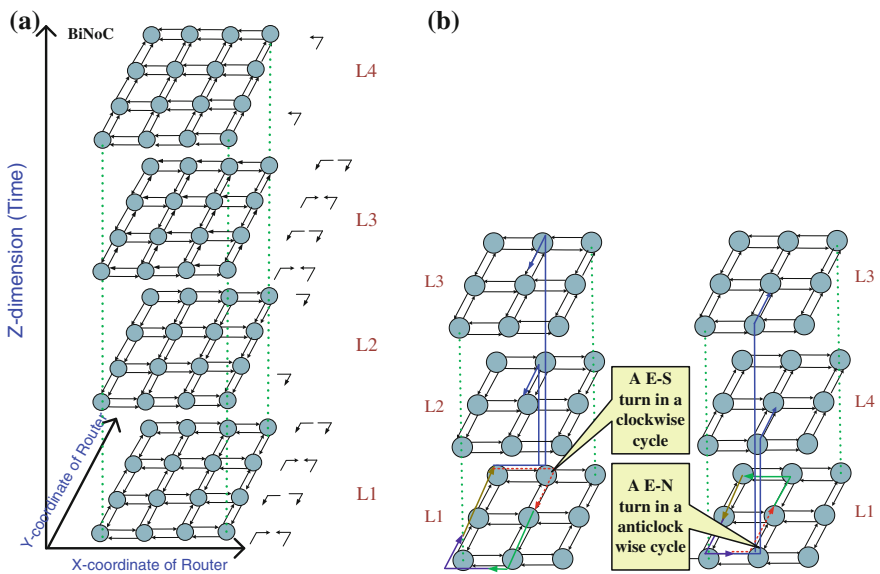 (a)
BiNoC
L4
L3
L2
L1
Z-dimension (Time)
Y-coordinate of Router
X-coordinate of Router
(b)
L3
L2
L1
A E-S
turn in a
clockwise
cycle
A E-N
turn in a
anticlock
wise cycle
L3
L4
L1